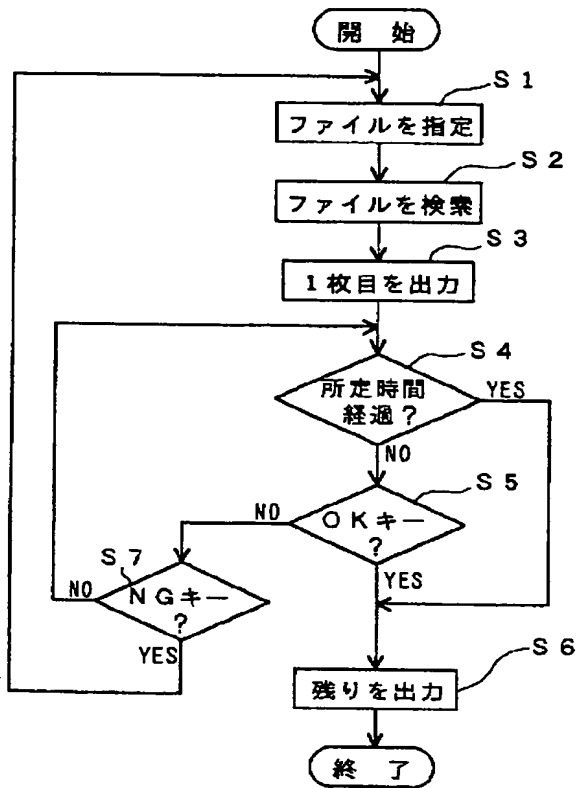 開 始
S1
ファイルを指定
S2
ファイルを検索
S3
1枚目を出力
S4
所定時間
経過?
YES
NO
S5
OKキー
?
NO
YES
S7
NGキー
?
NO
YES
S6
残りを出力
終 了